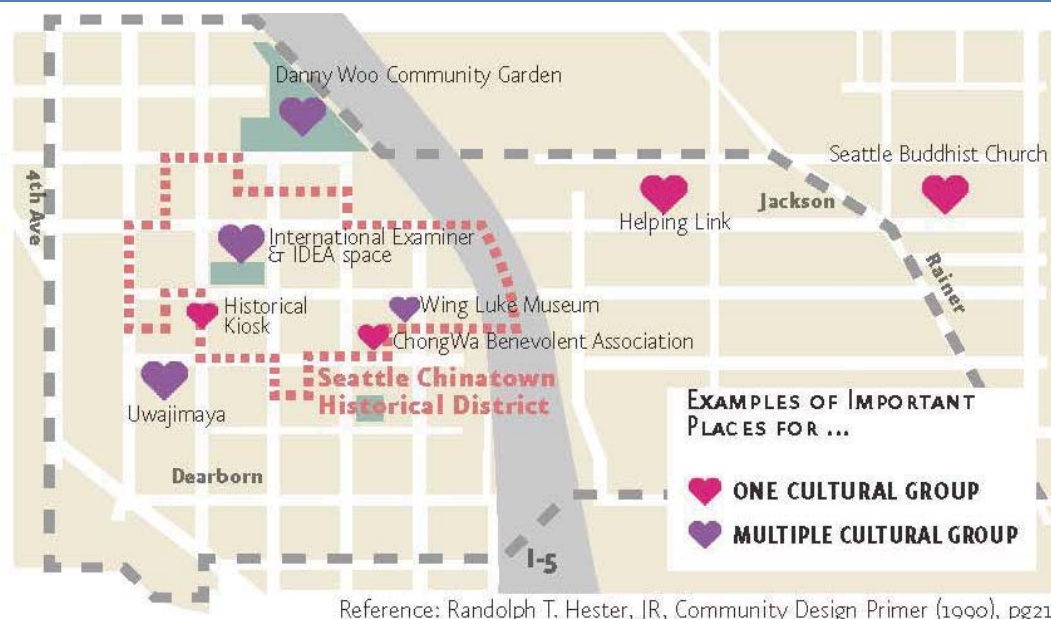 Danny Woo Community Garden
Seattle Buddhist Church
4th Ave
Jackson
Helping Link
International Examiner
& IDEA space
Rainer
Historical
Kiosk
Wing Luke Museum
ChongWa Benevolent Association
Seattle Chinatown
Historical District
Uwajimaya
Dearborn
I-5
EXAMPLES OF IMPORTANT
PLACES FOR ...
ONE CULTURAL GROUP
MULTIPLE CULTURAL GROUP
Reference: Randolph T. Hester, JR, Community Design Primer (1990), pg21